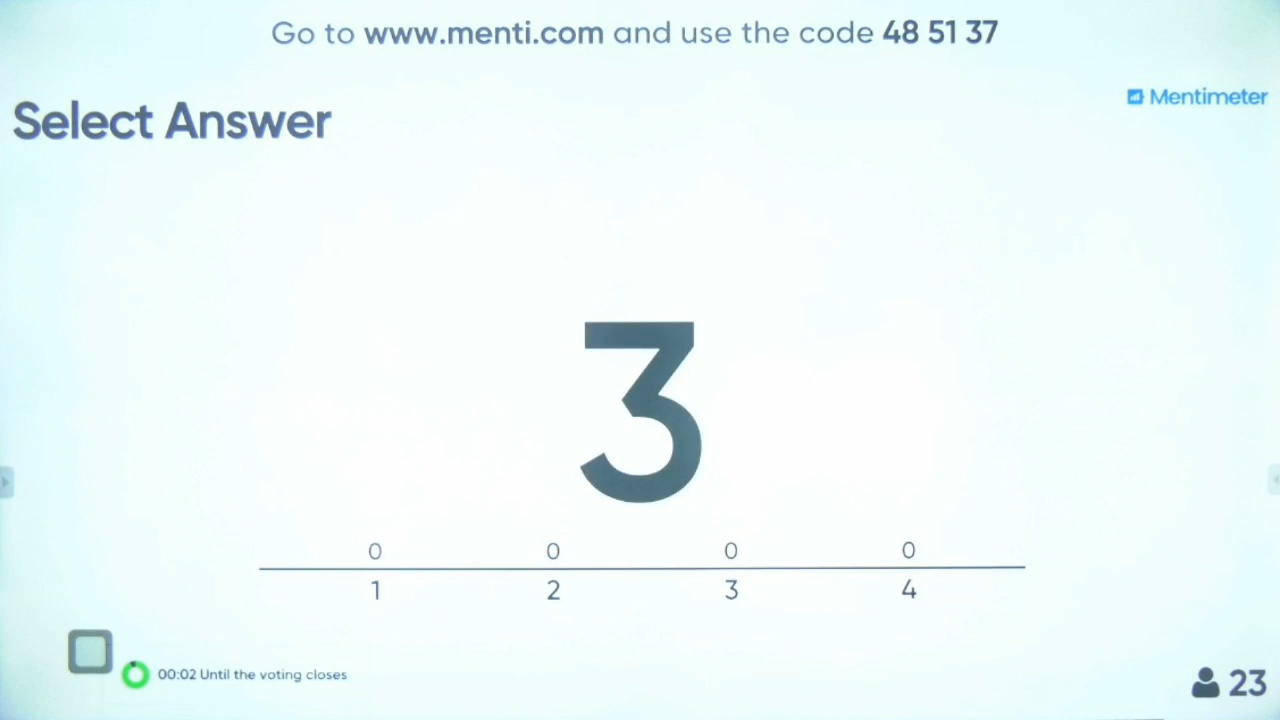 Go to www.menti.com and use the code 48 51 37
Mentimeter
Select Answer
3
0 0 0 0
1 2 3 4
00:02 Until the voting closes
23